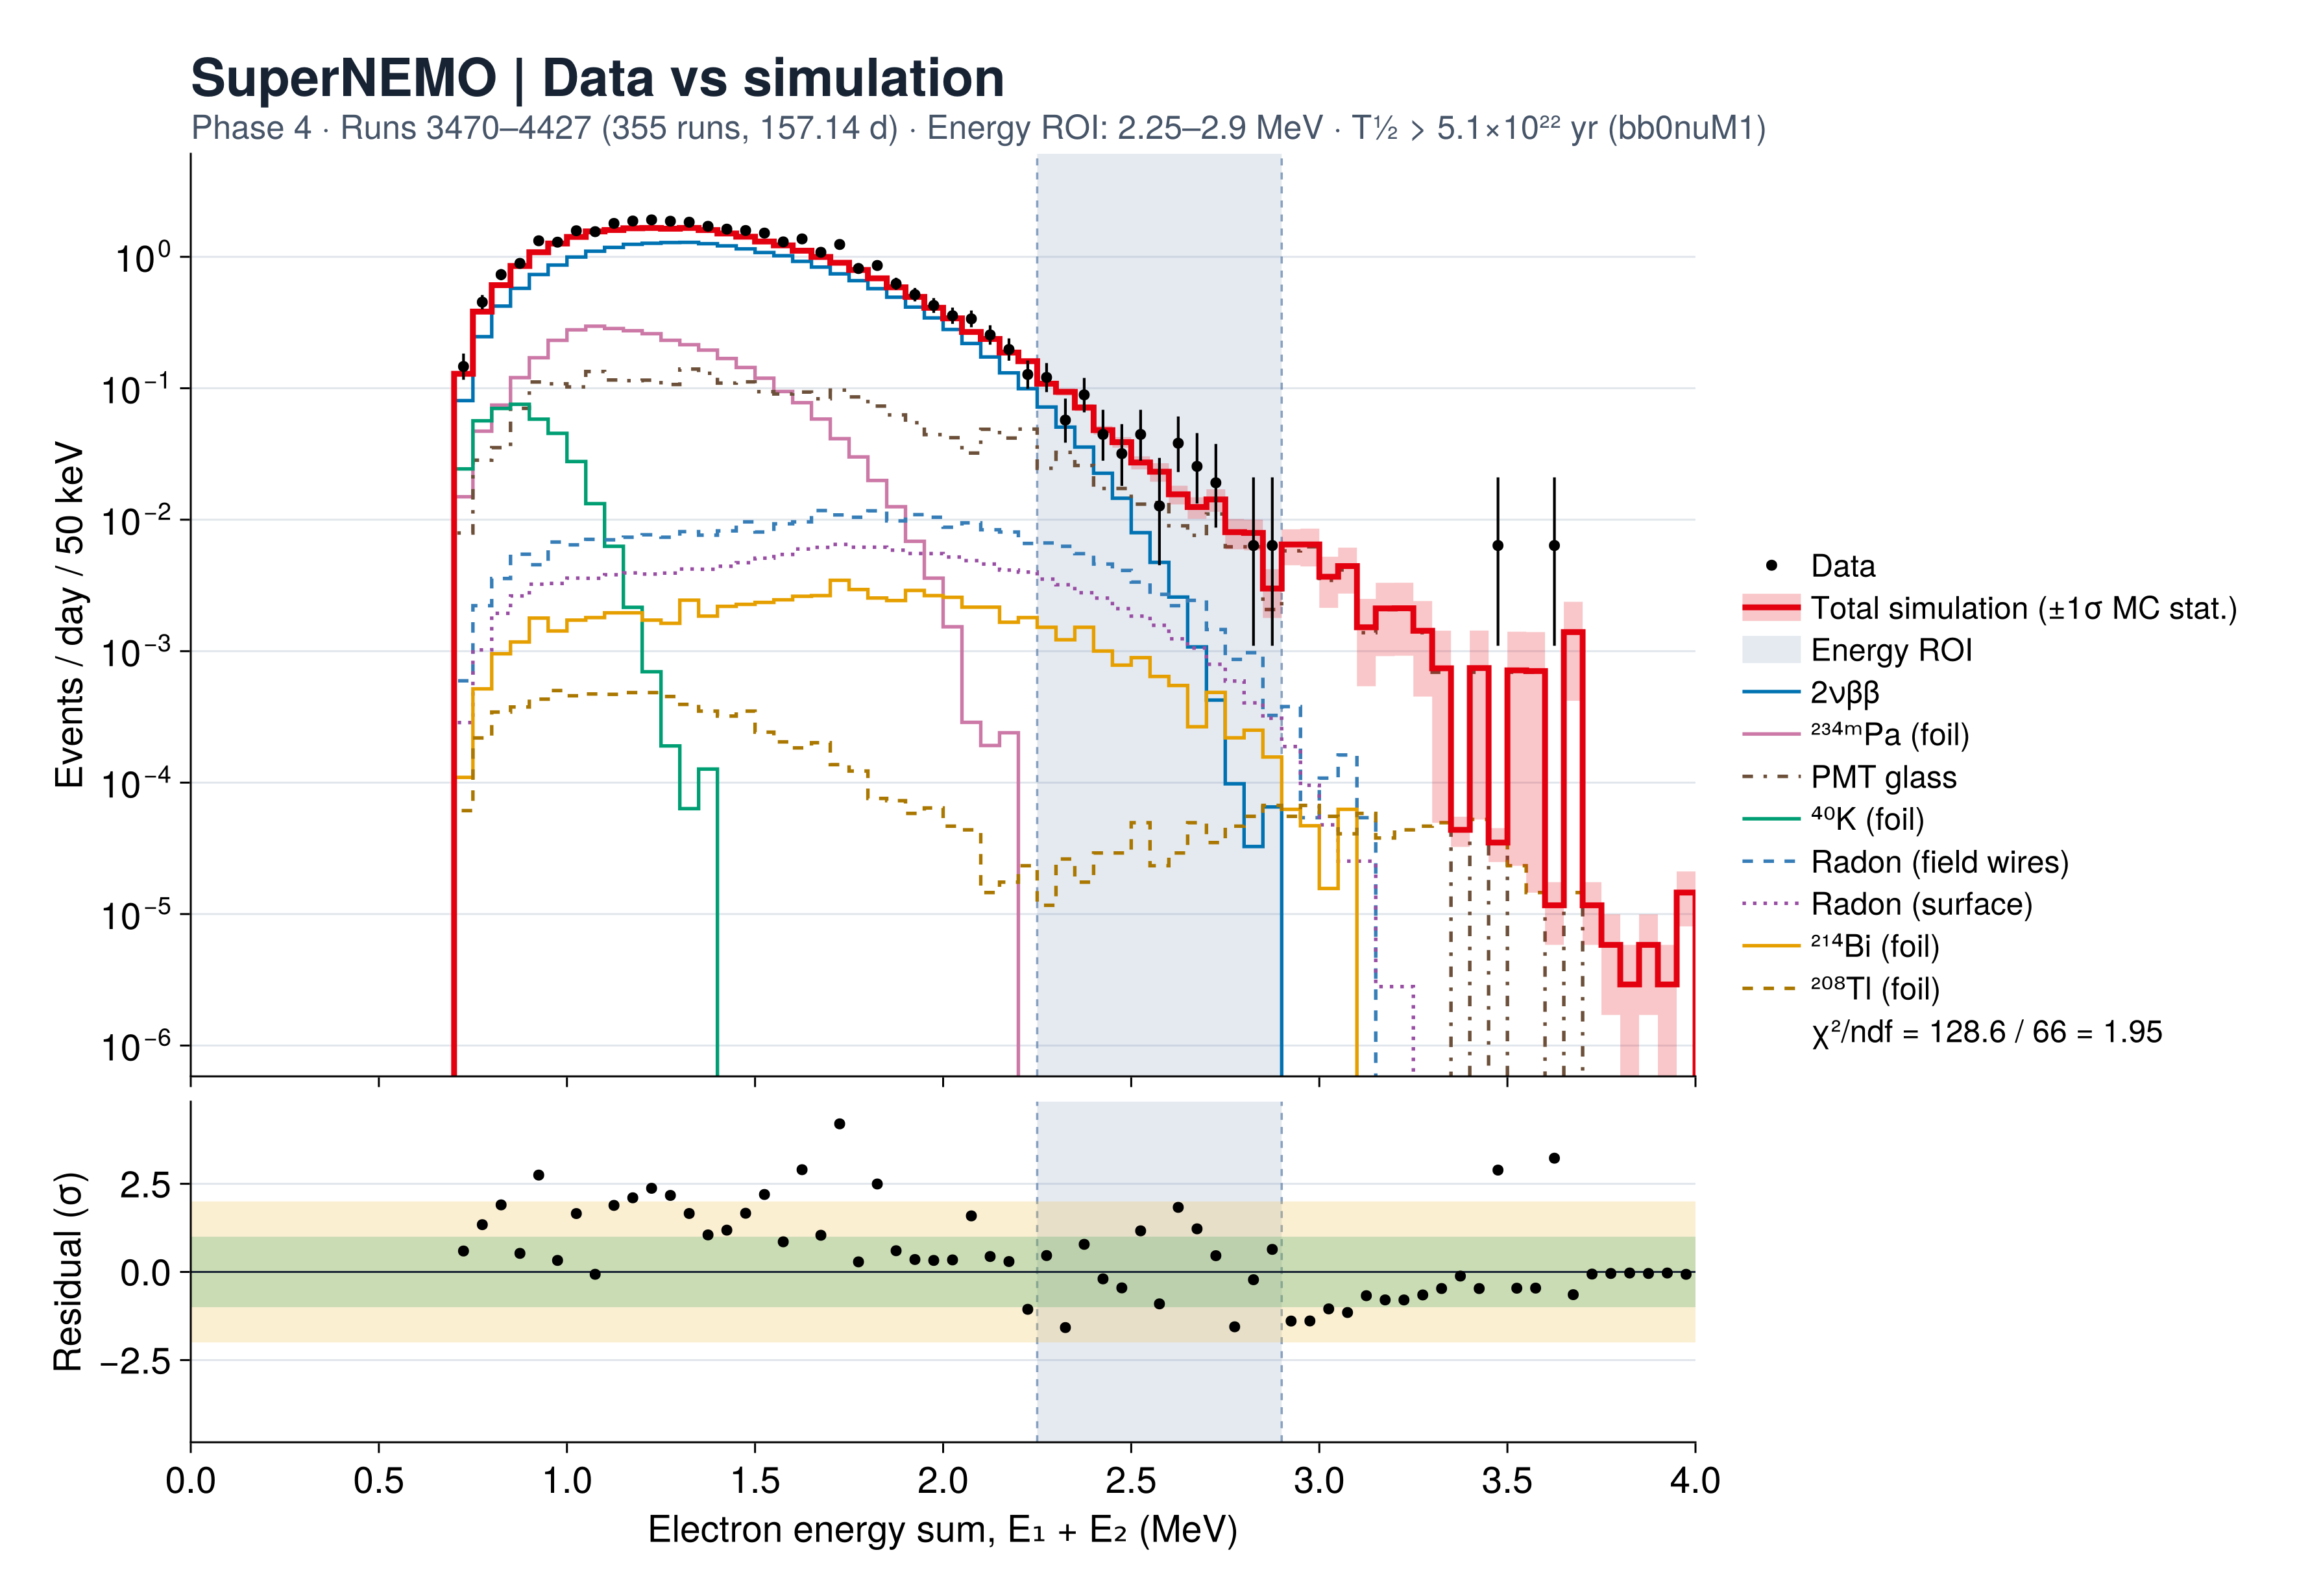 SuperNEMO | Data vs simulation
Phase 4 · Runs 3470–4427 (355 runs, 157.14 d) · Energy ROI: 2.25–2.9 MeV · T½ > 5.1×10²² yr (bb0nuM1)
Events / day / 50 keV
10⁰
10⁻¹
10⁻²
10⁻³
10⁻⁴
10⁻⁵
10⁻⁶
Data
Total simulation (±1σ MC stat.)
Energy ROI
2νββ
²³⁴ᵐPa (foil)
PMT glass
⁴⁰K (foil)
Radon (field wires)
Radon (surface)
²¹⁴Bi (foil)
²⁰⁸Tl (foil)
χ²/ndf = 128.6 / 66 = 1.95
Residual (σ)
2.5
0.0
−2.5
0.0 0.5 1.0 1.5 2.0 2.5 3.0 3.5 4.0
Electron energy sum, E₁ + E₂ (MeV)